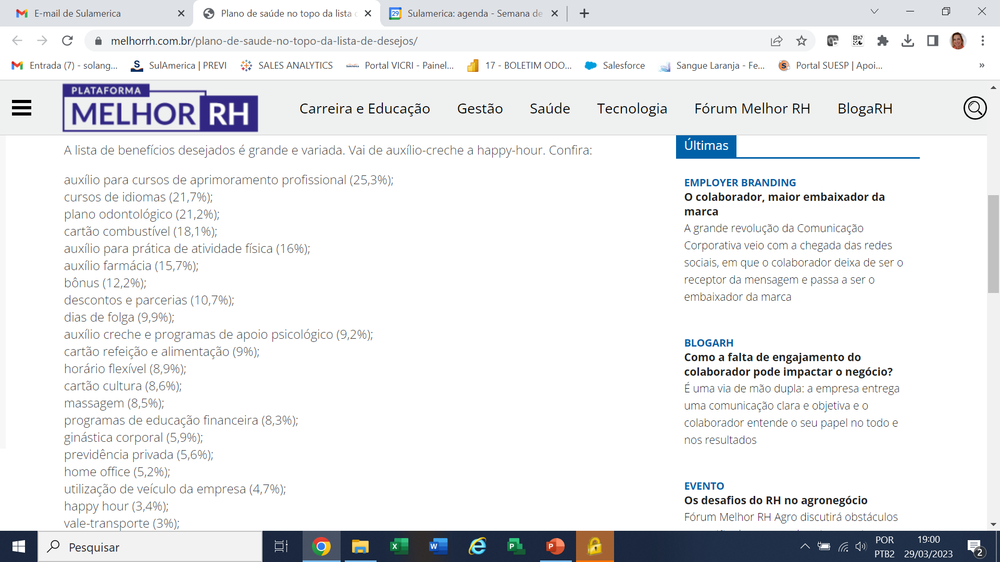 E-mail de Sulamerica
Plano de saúde no topo da lista
Sulamerica: agenda - Semana de
melhorrh.com.br/plano-de-saude-no-topo-da-lista-de-desejos/
Entrada (7) - solang...
SulAmerica | PREVI
SALES ANALYTICS
Portal VICRI - Painel...
17 - BOLETIM ODO...
Salesforce
Sangue Laranja - Fe...
Portal SUESP | Apoi...
»
PLATAFORMA
MELHOR RH
Carreira e Educação
Gestão
Saúde
Tecnologia
Fórum Melhor RH
BlogaRH
A lista de benefícios desejados é grande e variada. Vai de auxílio-creche a happy-hour. Confira:
auxílio para cursos de aprimoramento profissional (25,3%);
cursos de idiomas (21,7%);
plano odontológico (21,2%);
cartão combustível (18,1%);
auxílio para prática de atividade física (16%);
auxílio farmácia (15,7%);
bônus (12,2%);
descontos e parcerias (10,7%);
dias de folga (9,9%);
auxílio creche e programas de apoio psicológico (9,2%);
cartão refeição e alimentação (9%);
horário flexível (8,9%);
cartão cultura (8,6%);
massagem (8,5%);
programas de educação financeira (8,3%);
ginástica corporal (5,9%);
previdência privada (5,6%);
home office (5,2%);
utilização de veículo da empresa (4,7%);
happy hour (3,4%);
vale-transporte (3%);
Últimas
EMPLOYER BRANDING
O colaborador, maior embaixador da
marca
A grande revolução da Comunicação
Corporativa veio com a chegada das redes
sociais, em que o colaborador deixa de ser o
receptor da mensagem e passa a ser o
embaixador da marca
BLOGARH
Como a falta de engajamento do
colaborador pode impactar o negócio?
É uma via de mão dupla: a empresa entrega
uma comunicação clara e objetiva e o
colaborador entende o seu papel no todo e
nos resultados
EVENTO
Os desafios do RH no agronegócio
Fórum Melhor RH Agro discutirá obstáculos
Pesquisar
POR
PTB2
19:00
29/03/2023
2